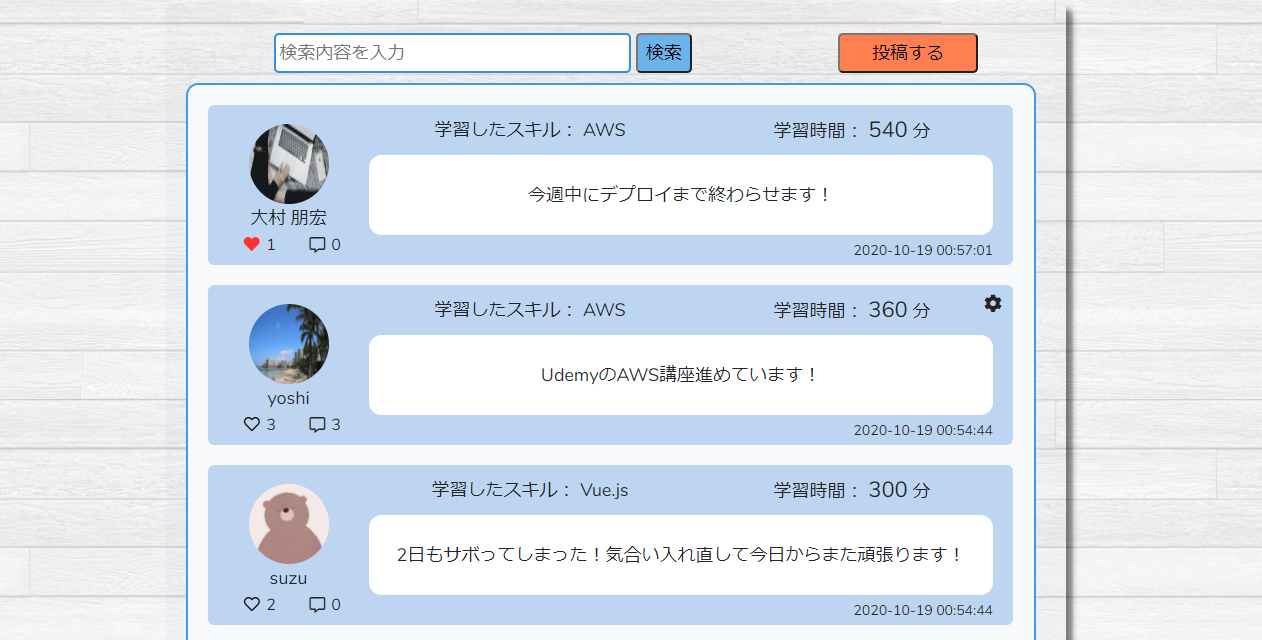 検索内容を入力 検索 投稿する
学習したスキル： AWS 学習時間： 540 分
今週中にデプロイまで終わらせます！
大村 朋宏
1 0
2020-10-19 00:57:01
学習したスキル： AWS 学習時間： 360 分
UdemyのAWS講座進めています！
yoshi
3 3
2020-10-19 00:54:44
学習したスキル： Vue.js 学習時間： 300 分
2日もサボってしまった！気合い入れ直して今日からまた頑張ります！
suzu
2 0
2020-10-19 00:54:44